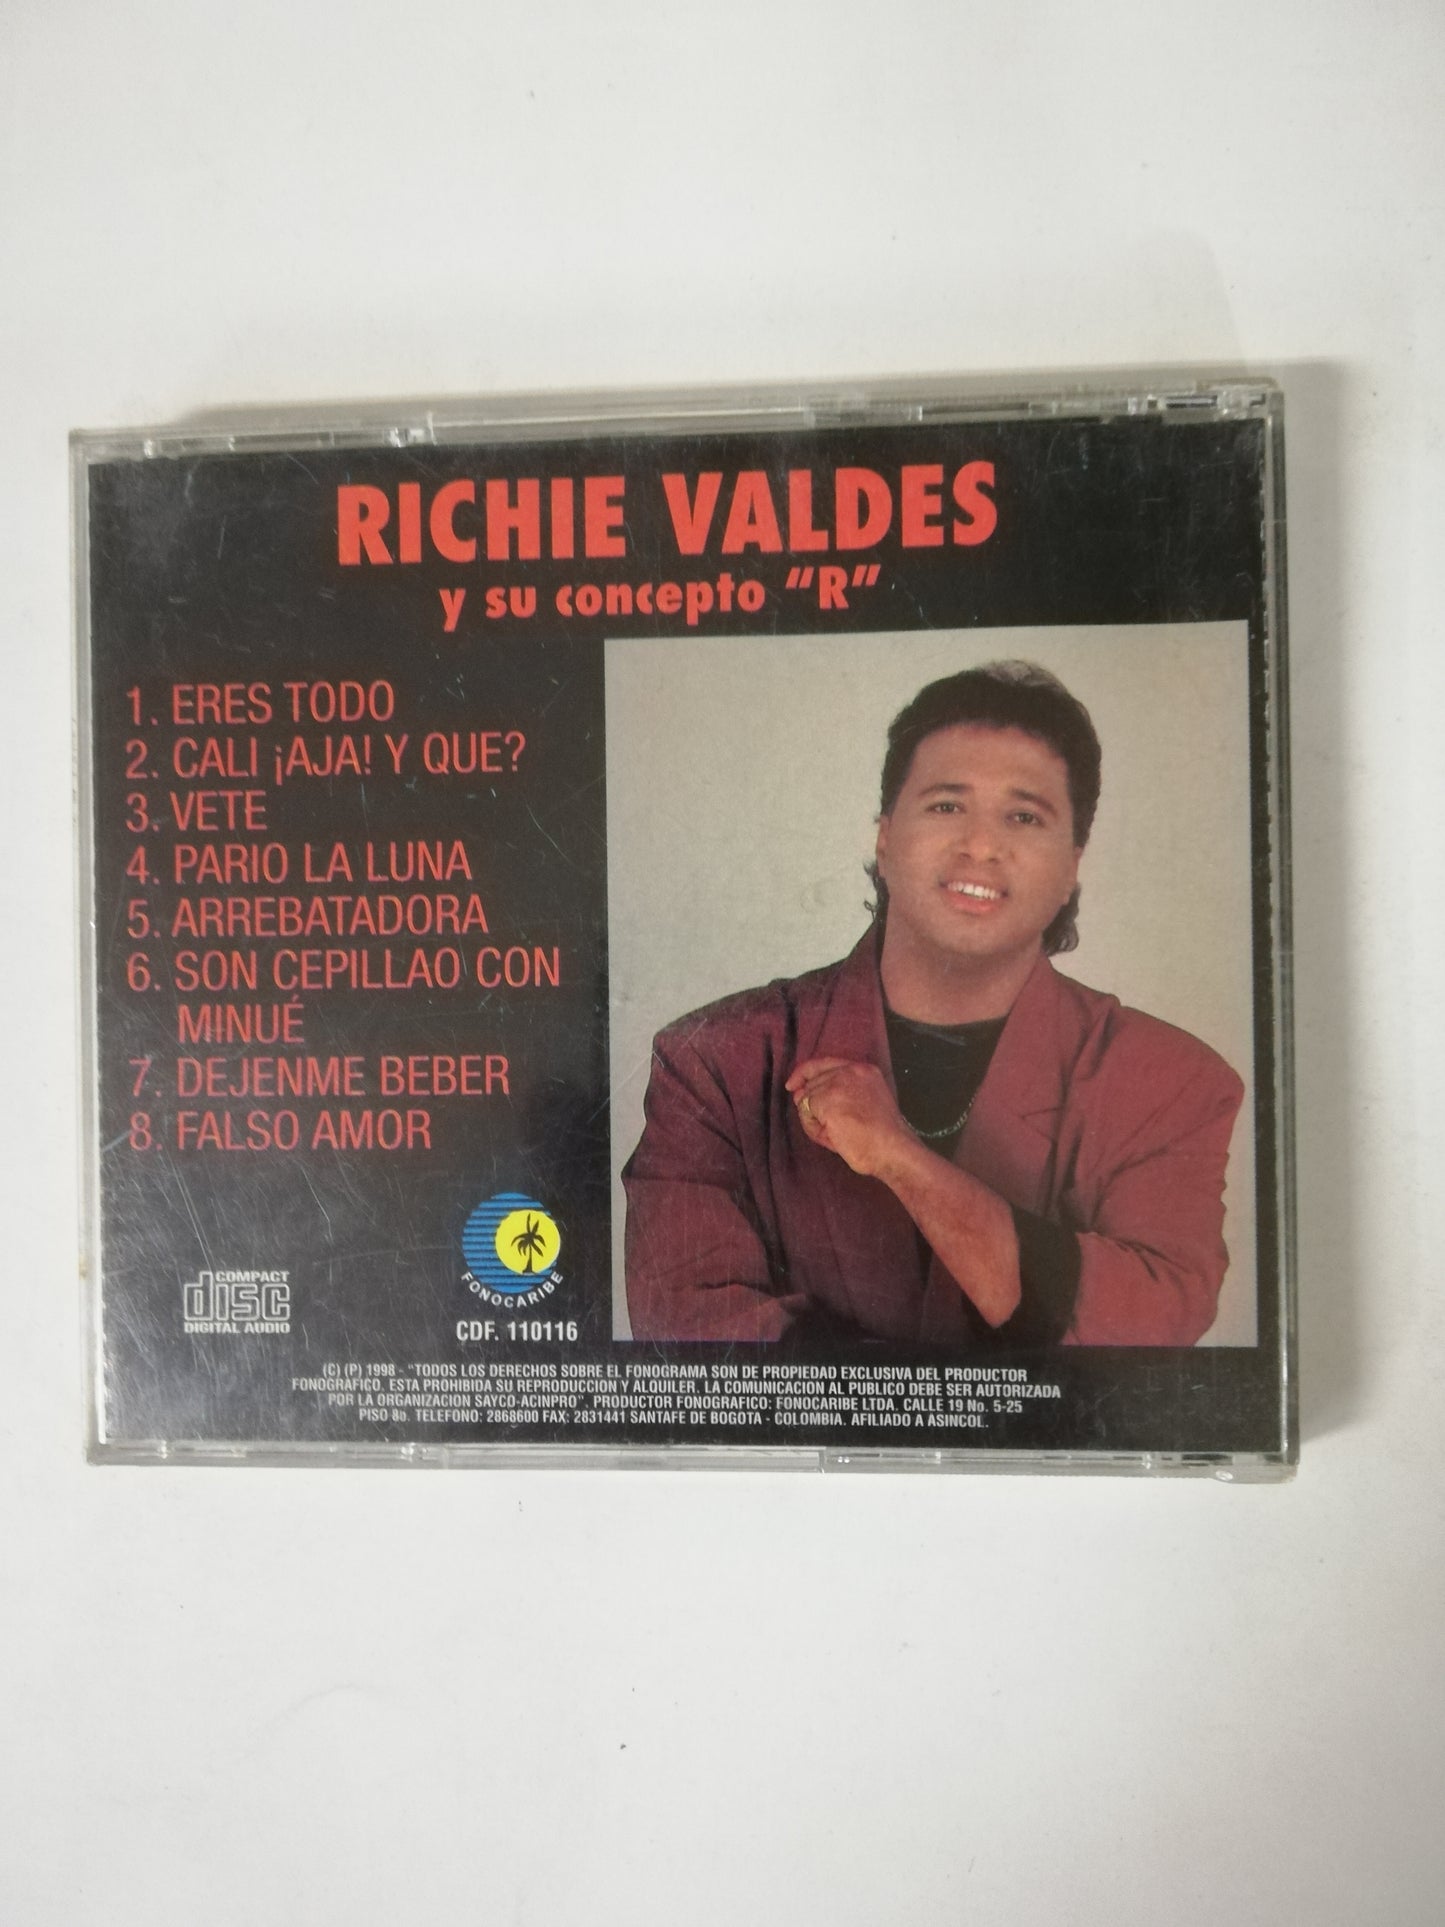 RICHIE VALDES
y su concepto "R"
1. ERES TODO
2. CALI ¡AJA! Y QUE?
3. VETE
4. PARIO LA LUNA
5. ARREBATADORA
6. SON CEPILLAO CON
MINUÉ
7. DEJENME BEBER
8. FALSO AMOR
COMPACT
disc
DIGITAL AUDIO
FONOCARIBE
CDF. 110116
(C) (P) 1998 - "TODOS LOS DERECHOS SOBRE EL FONOGRAMA SON DE PROPIEDAD EXCLUSIVA DEL PRODUCTOR
FONOGRAFICO. ESTA PROHIBIDA SU REPRODUCCION Y ALQUILER. LA COMUNICACION AL PUBLICO DEBE SER AUTORIZADA
POR LA ORGANIZACION SAYCO-ACINPRO". PRODUCTOR FONOGRAFICO: FONOCARIBE LTDA. CALLE 19 No. 5-25
PISO 8o. TELEFONO: 2868600 FAX: 2831441 SANTAFE DE BOGOTA - COLOMBIA. AFILIADO A ASINCOL.